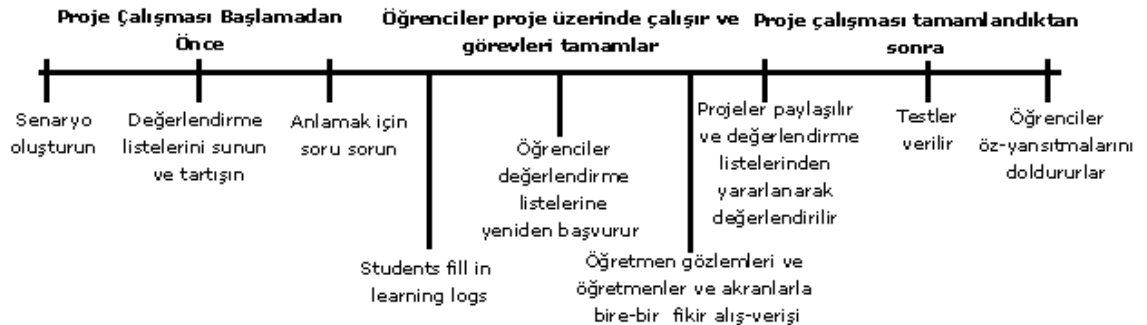 Proje Çalışması Başlamadan
Önce
Öğrenciler proje üzerinde çalışır ve
görevleri tamamlar
Proje çalışması tamamlandıktan
sonra
Senaryo
oluşturun
Değerlendirme
listelerini sunun
ve tartışın
Anlamak için
soru sorun
Students fill in
learning logs
Öğrenciler
değerlendirme
listelerine
yeniden başvurur
Öğretmen gözlemleri ve
öğretmenler ve akranlarla
bire-bir fikir alış-verişi
Projeler paylaşılır
ve değerlendirme
listelerinden
yararlanarak
değerlendirilir
Testler
verilir
Öğrenciler
öz-yansıtmalarını
doldururlar